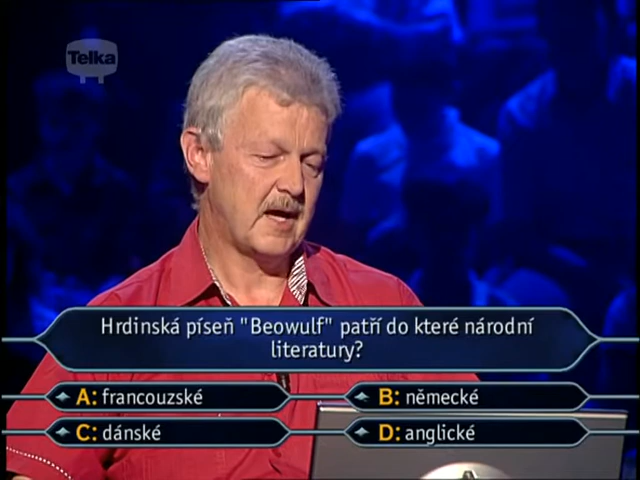 Telka
Hrdinská píseň "Beowulf" patří do které národní
literatury?
A: francouzské
B: německé
C: dánské
D: anglické